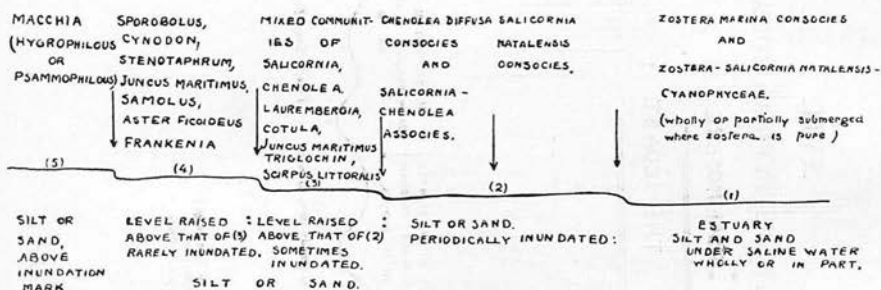 MACCHIA
(HYGROPHILOUS
OR
PSAMMOPHILOUS)
SPOROBOLUS,
CYNODON,
STENOTAPHRUM,
JUNCUS MARITIMUS,
SAMOLUS,
ASTER FICOIDEUS
FRANKENIA
MIXED COMMUNIT-
IES OF
SALICORNIA,
CHENOLEA.
LAUREMBERGIA,
COTULA,
JUNCUS MARITIMUS
TRIGLOCHIN,
SCIRPUS LITTORALIS
CHENOLEA DIFFUSA
CONSOCIES
AND
SALICORNIA -
CHENOLEA
ASSOCIES.
SALICORNIA
NATALENSIS
CONSOCIES.
ZOSTERA MARINA CONSOCIES
AND
ZOSTERA - SALICORNIA NATALENSIS -
CYANOPHYCEAE.
(wholly or partially submerged
where zostera is pure)
(5)
(4)
(3)
(2)
(1)
SILT OR
SAND,
ABOVE
INUNDATION
MARK
LEVEL RAISED :
ABOVE THAT OF (3)
RARELY INUNDATED.
LEVEL RAISED :
ABOVE THAT OF (2)
SOMETIMES
INUNDATED.
SILT OR SAND.
SILT OR SAND.
PERIODICALLY INUNDATED :
ESTUARY
SILT AND SAND
UNDER SALINE WATER
WHOLLY OR IN PART.